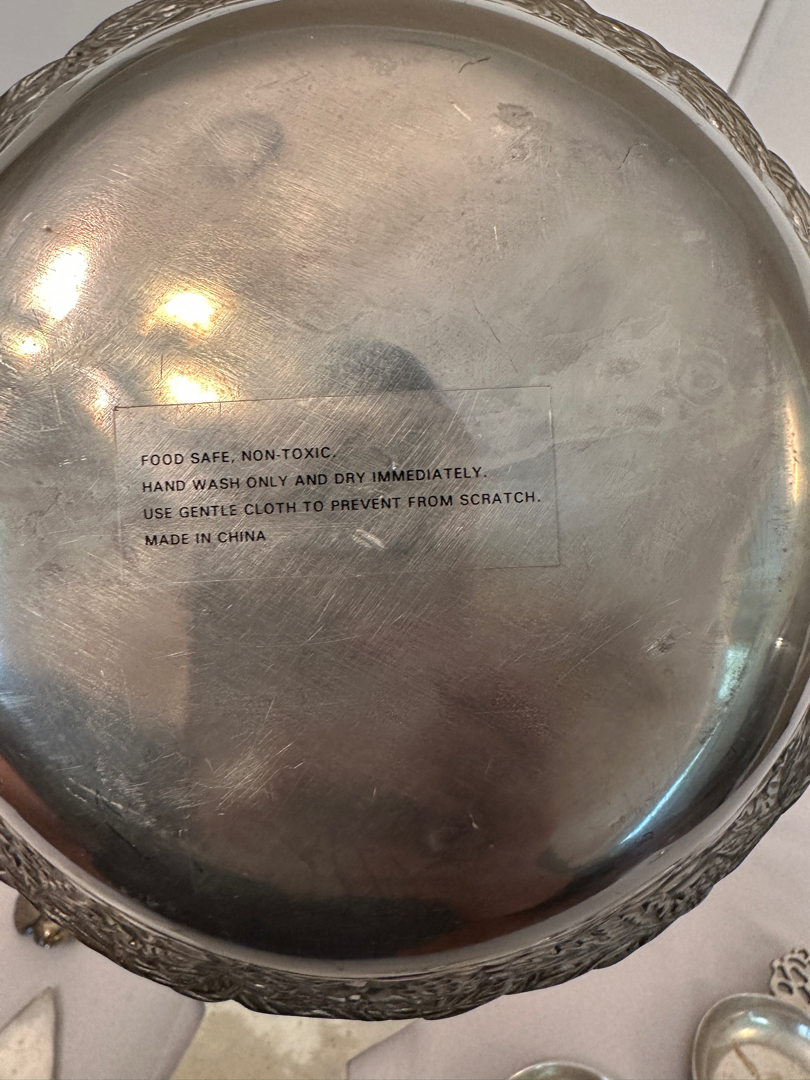 FOOD SAFE, NON-TOXIC.
HAND WASH ONLY AND DRY IMMEDIATELY.
USE GENTLE CLOTH TO PREVENT FROM SCRATCH.
MADE IN CHINA